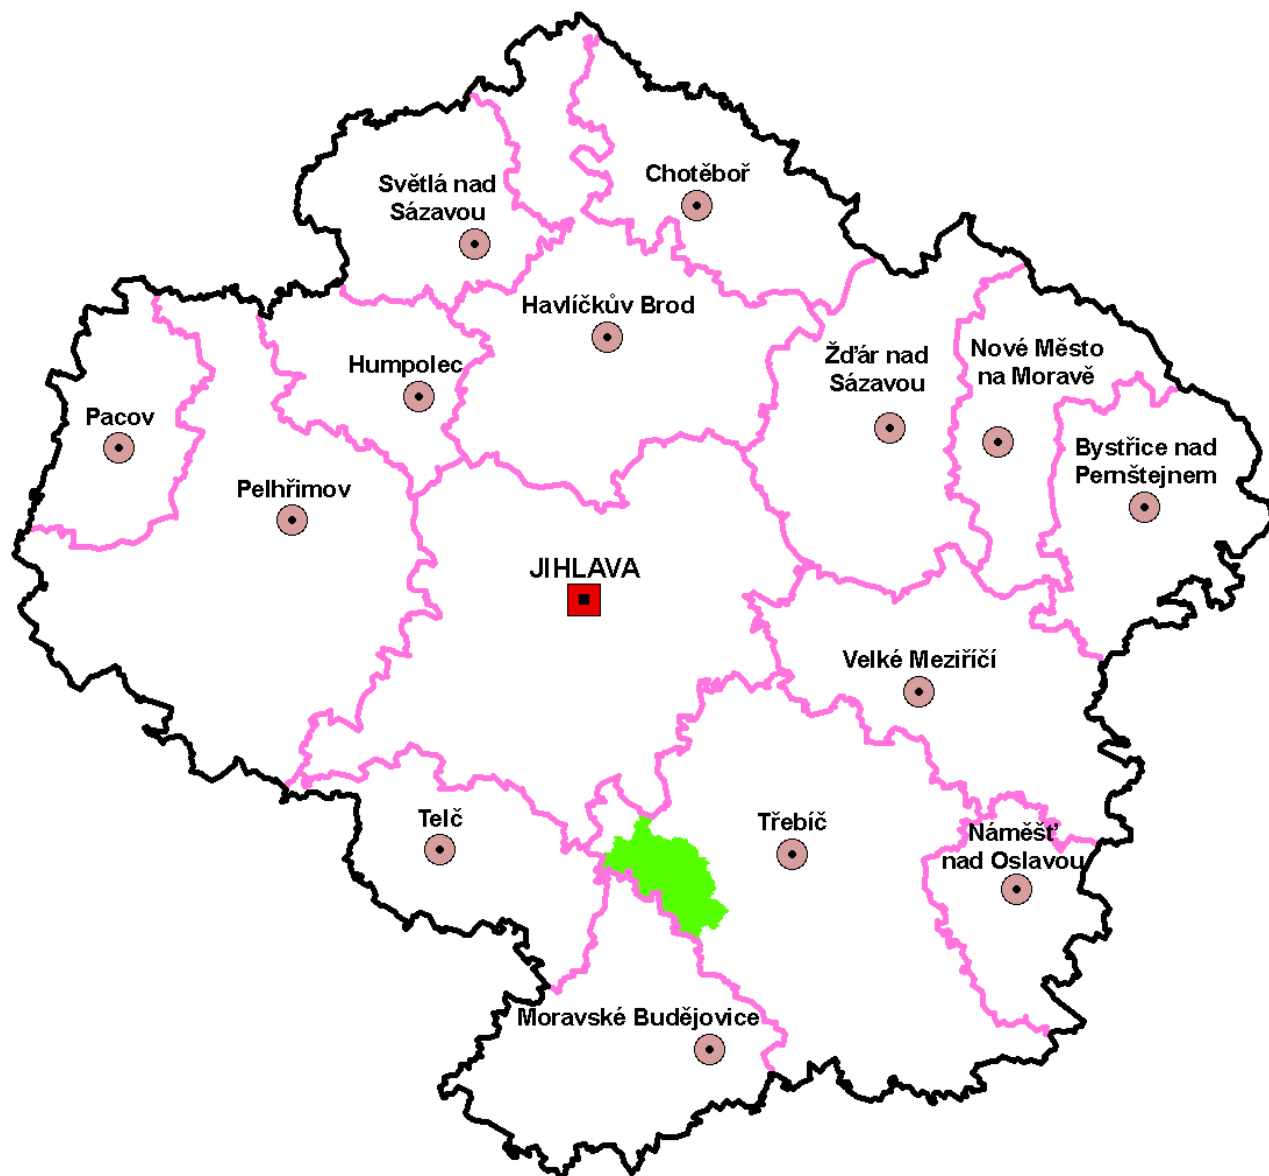 Chotěboř
Světlá nad
Sázavou
Havlíčkův Brod
Žďár nad
Sázavou
Nové Město
na Moravě
Humpolec
Pacov
Bystřice nad
Pernštejnem
Pelhřimov
JIHLAVA
Velké Meziříčí
Telč
Třebíč
Náměšť
nad Oslavou
Moravské Budějovice